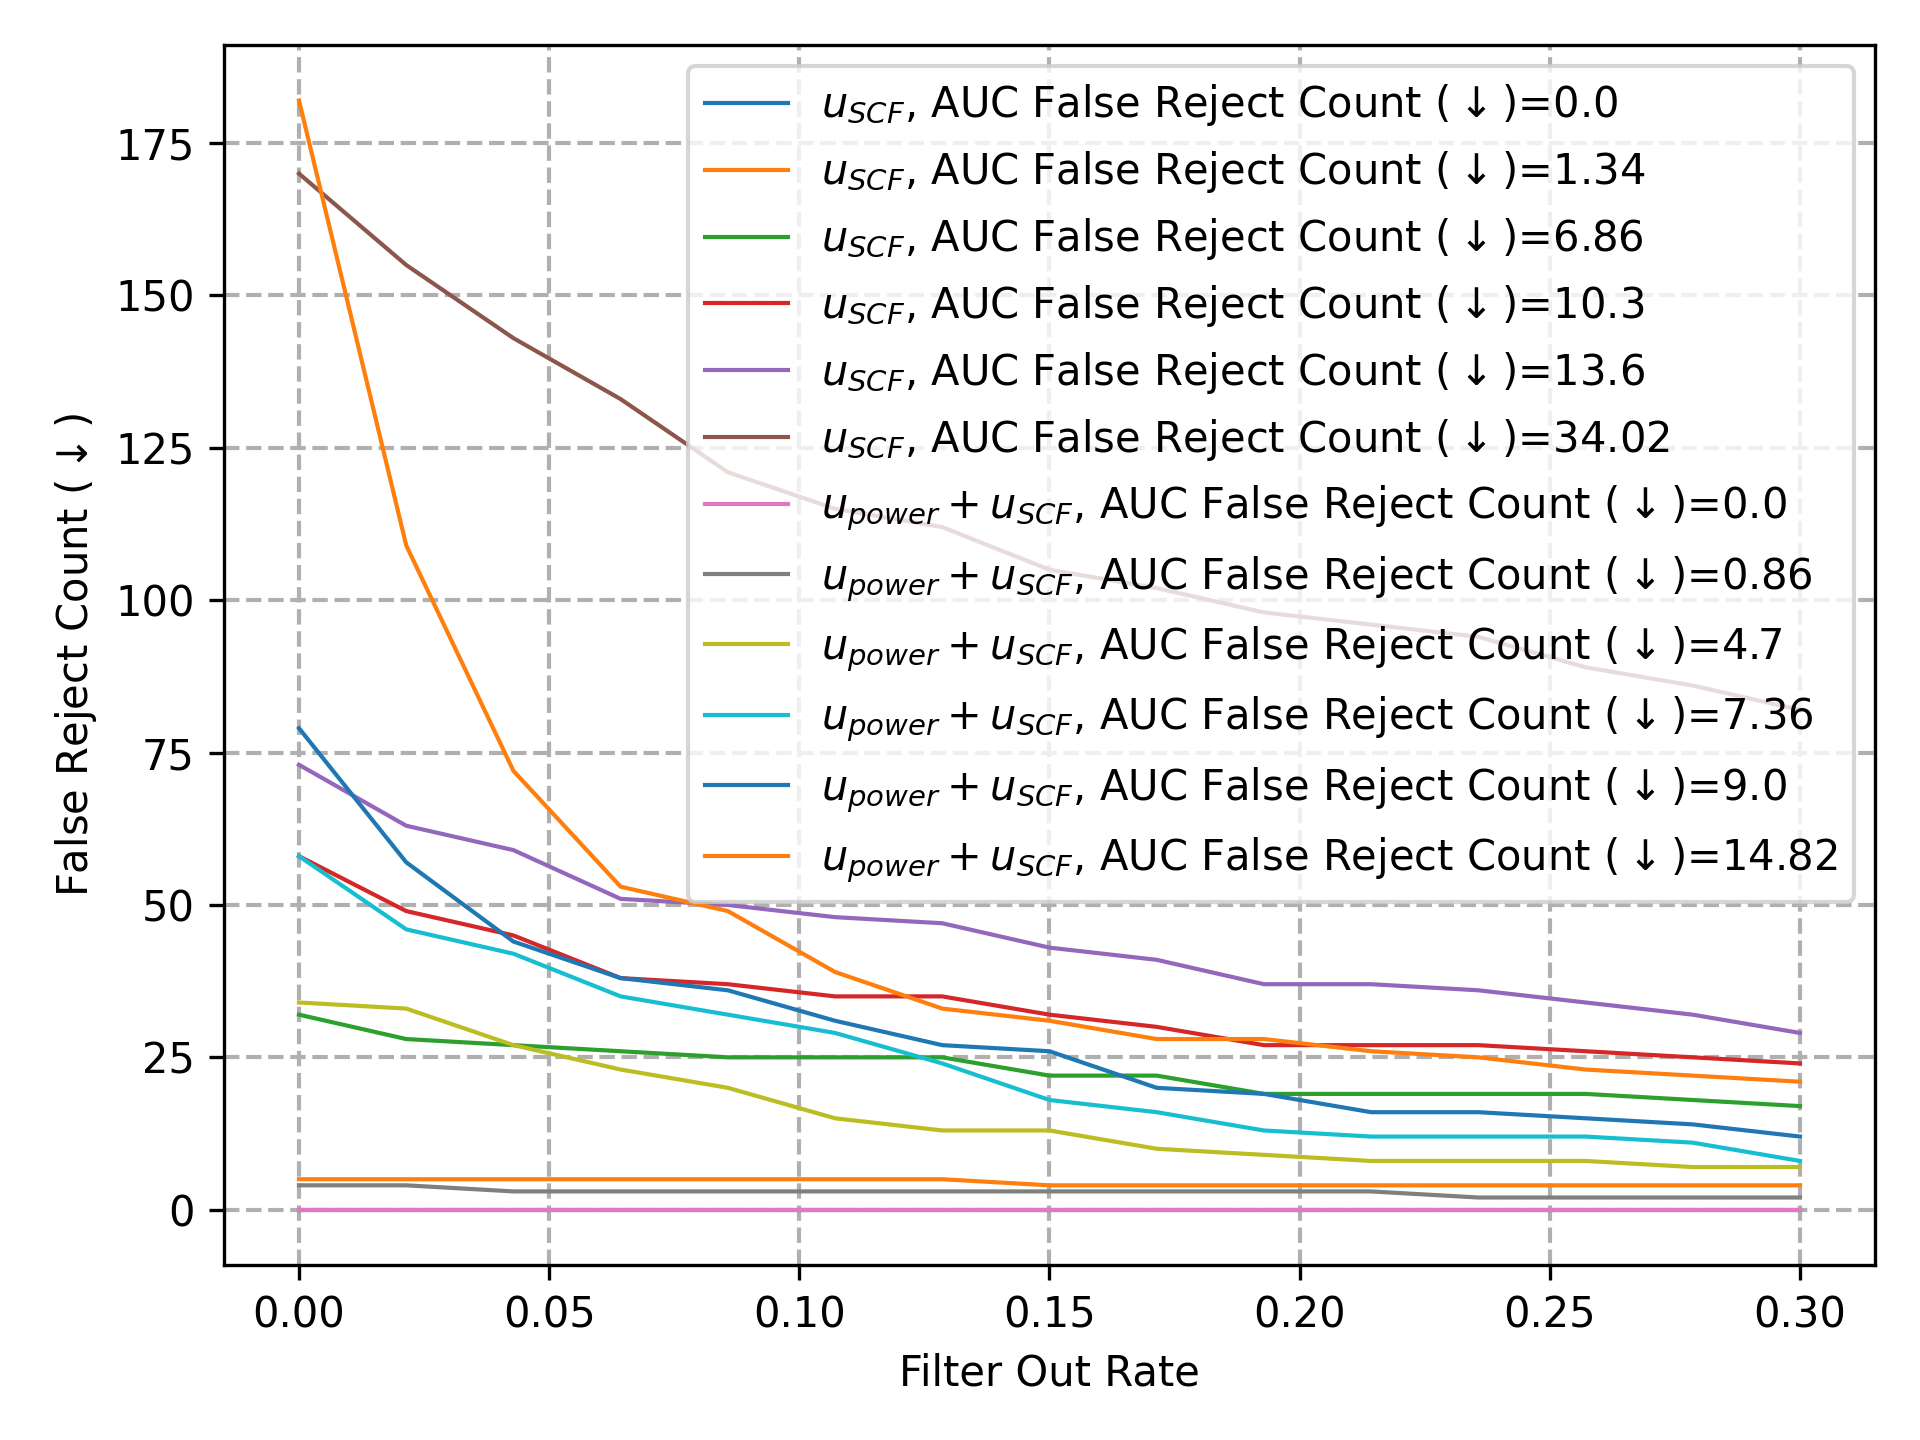 False Reject Count (↓)
175
150
125
100
75
50
25
0
u_SCF, AUC False Reject Count (↓)=0.0
u_SCF, AUC False Reject Count (↓)=1.34
u_SCF, AUC False Reject Count (↓)=6.86
u_SCF, AUC False Reject Count (↓)=10.3
u_SCF, AUC False Reject Count (↓)=13.6
u_SCF, AUC False Reject Count (↓)=34.02
u_power + u_SCF, AUC False Reject Count (↓)=0.0
u_power + u_SCF, AUC False Reject Count (↓)=0.86
u_power + u_SCF, AUC False Reject Count (↓)=4.7
u_power + u_SCF, AUC False Reject Count (↓)=7.36
u_power + u_SCF, AUC False Reject Count (↓)=9.0
u_power + u_SCF, AUC False Reject Count (↓)=14.82
0.00 0.05 0.10 0.15 0.20 0.25 0.30
Filter Out Rate